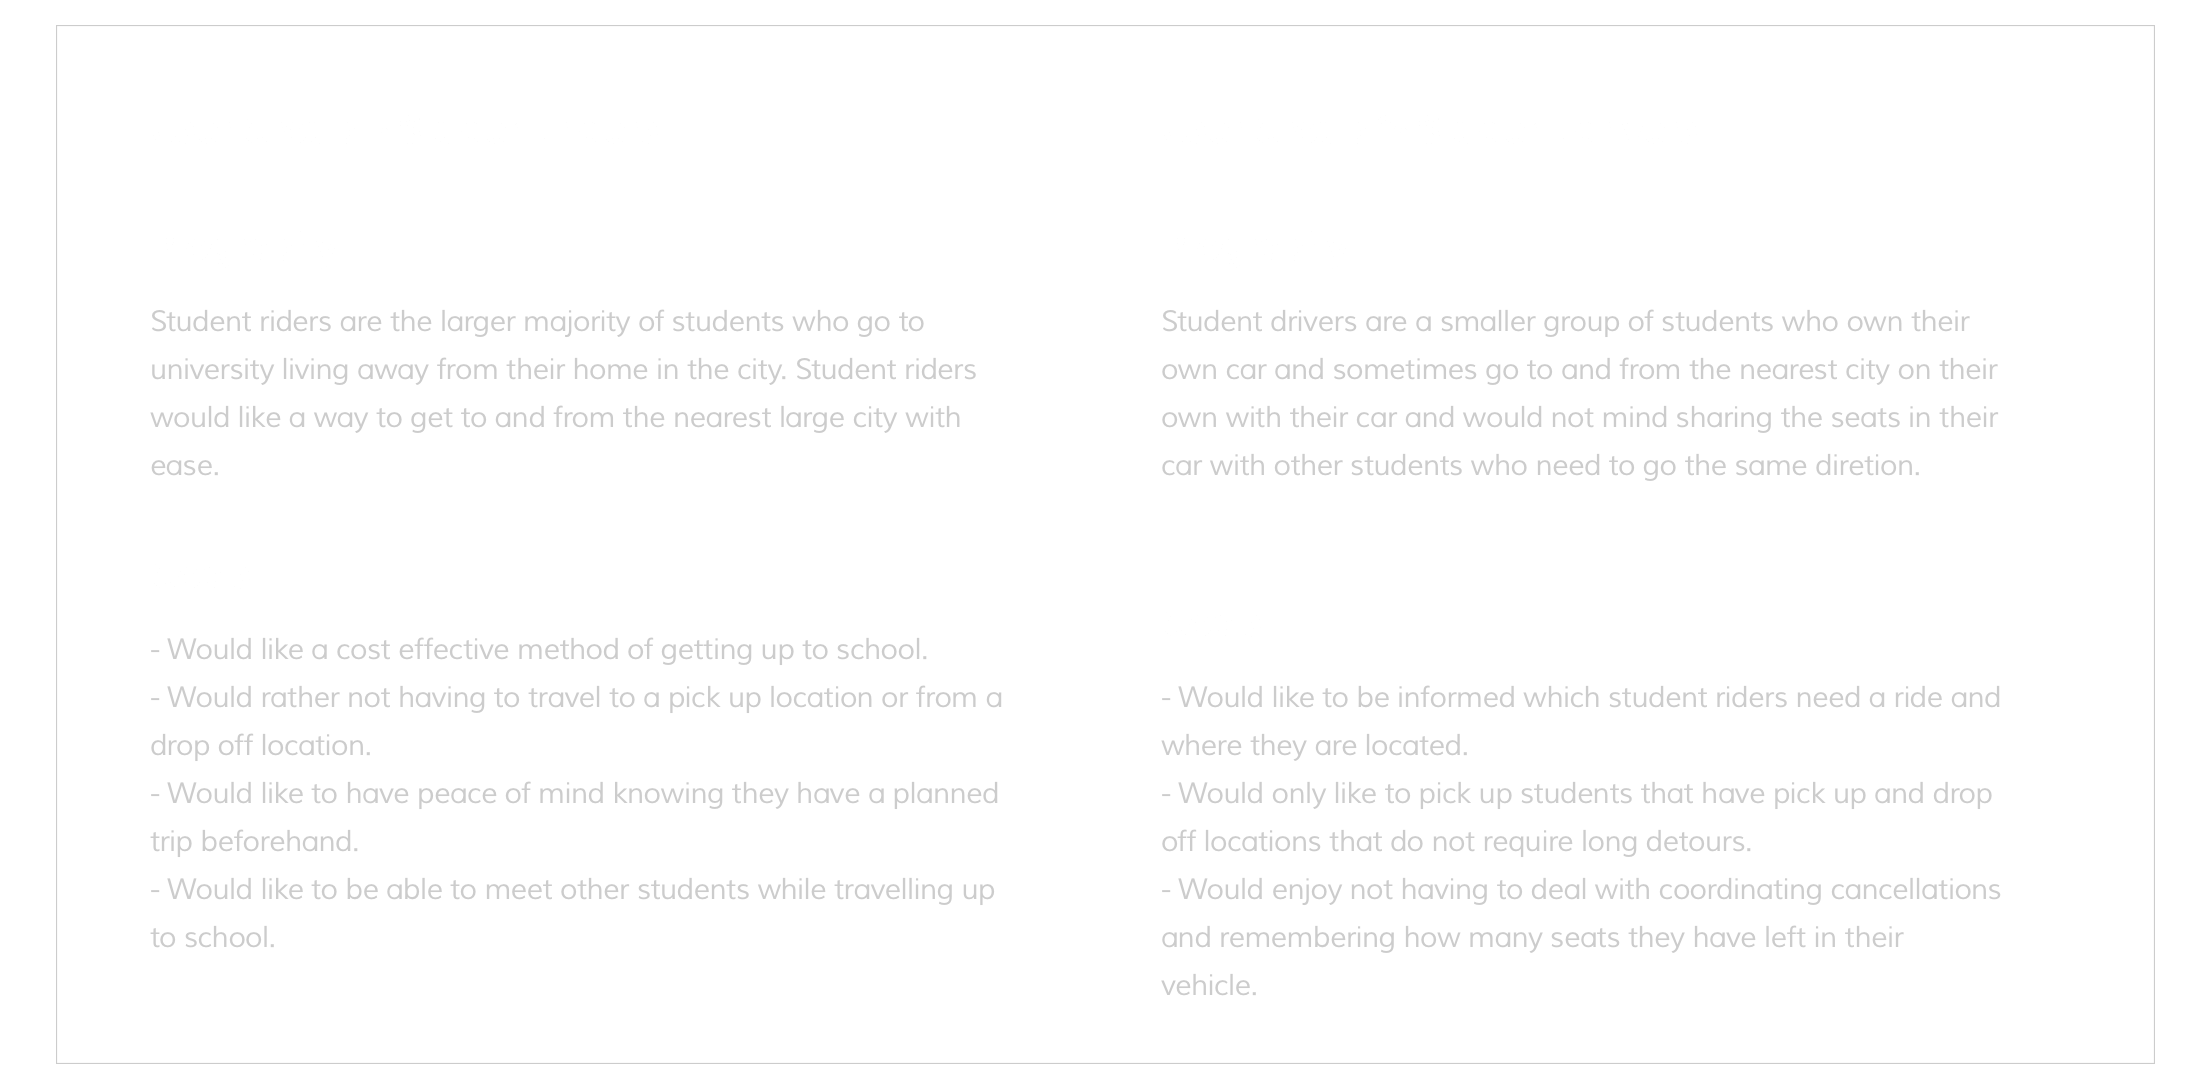 Student riders are the larger majority of students who go to
university living away from their home in the city. Student riders
would like a way to get to and from the nearest large city with
ease.
- Would like a cost effective method of getting up to school.
- Would rather not having to travel to a pick up location or from a
drop off location.
- Would like to have peace of mind knowing they have a planned
trip beforehand.
- Would like to be able to meet other students while travelling up
to school.
Student drivers are a smaller group of students who own their
own car and sometimes go to and from the nearest city on their
own with their car and would not mind sharing the seats in their
car with other students who need to go the same diretion.
- Would like to be informed which student riders need a ride and
where they are located.
- Would only like to pick up students that have pick up and drop
off locations that do not require long detours.
- Would enjoy not having to deal with coordinating cancellations
and remembering how many seats they have left in their
vehicle.